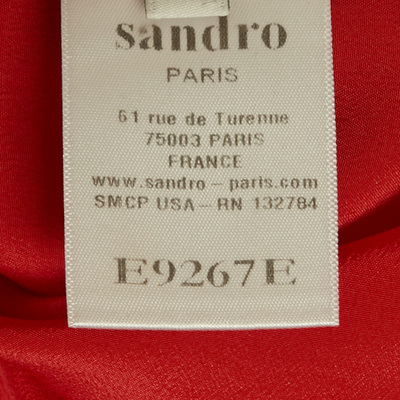 sandro
PARIS
61 rue de Turenne
75003 PARIS
FRANCE
www.sandro-paris.com
SMCP USA-RN 132784
E9267E